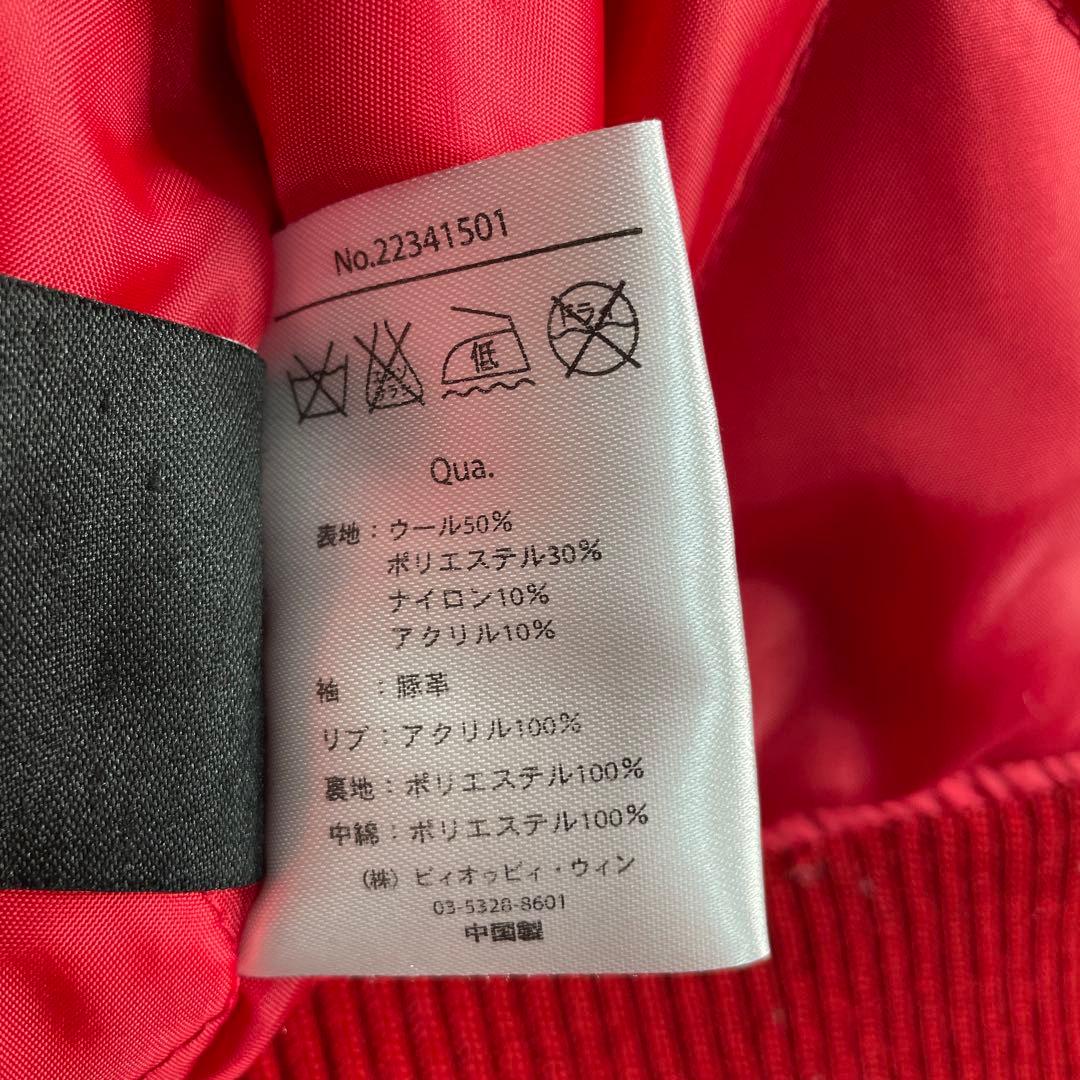 No.22341501
低
ドライ
Qua.
表地：ウール50%
ポリエステル30%
ナイロン10%
アクリル10%
袖　：豚革
リブ：アクリル100%
裏地：ポリエステル100%
中綿：ポリエステル100%
（株）ビィオゥビィ・ウィン
03-5328-8601
中国製